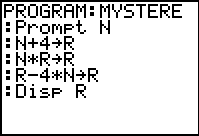 PROGRAM:MYSTERE
:Prompt N
:N+4→R
:N*R→R
:R-4*N→R
:Disp R